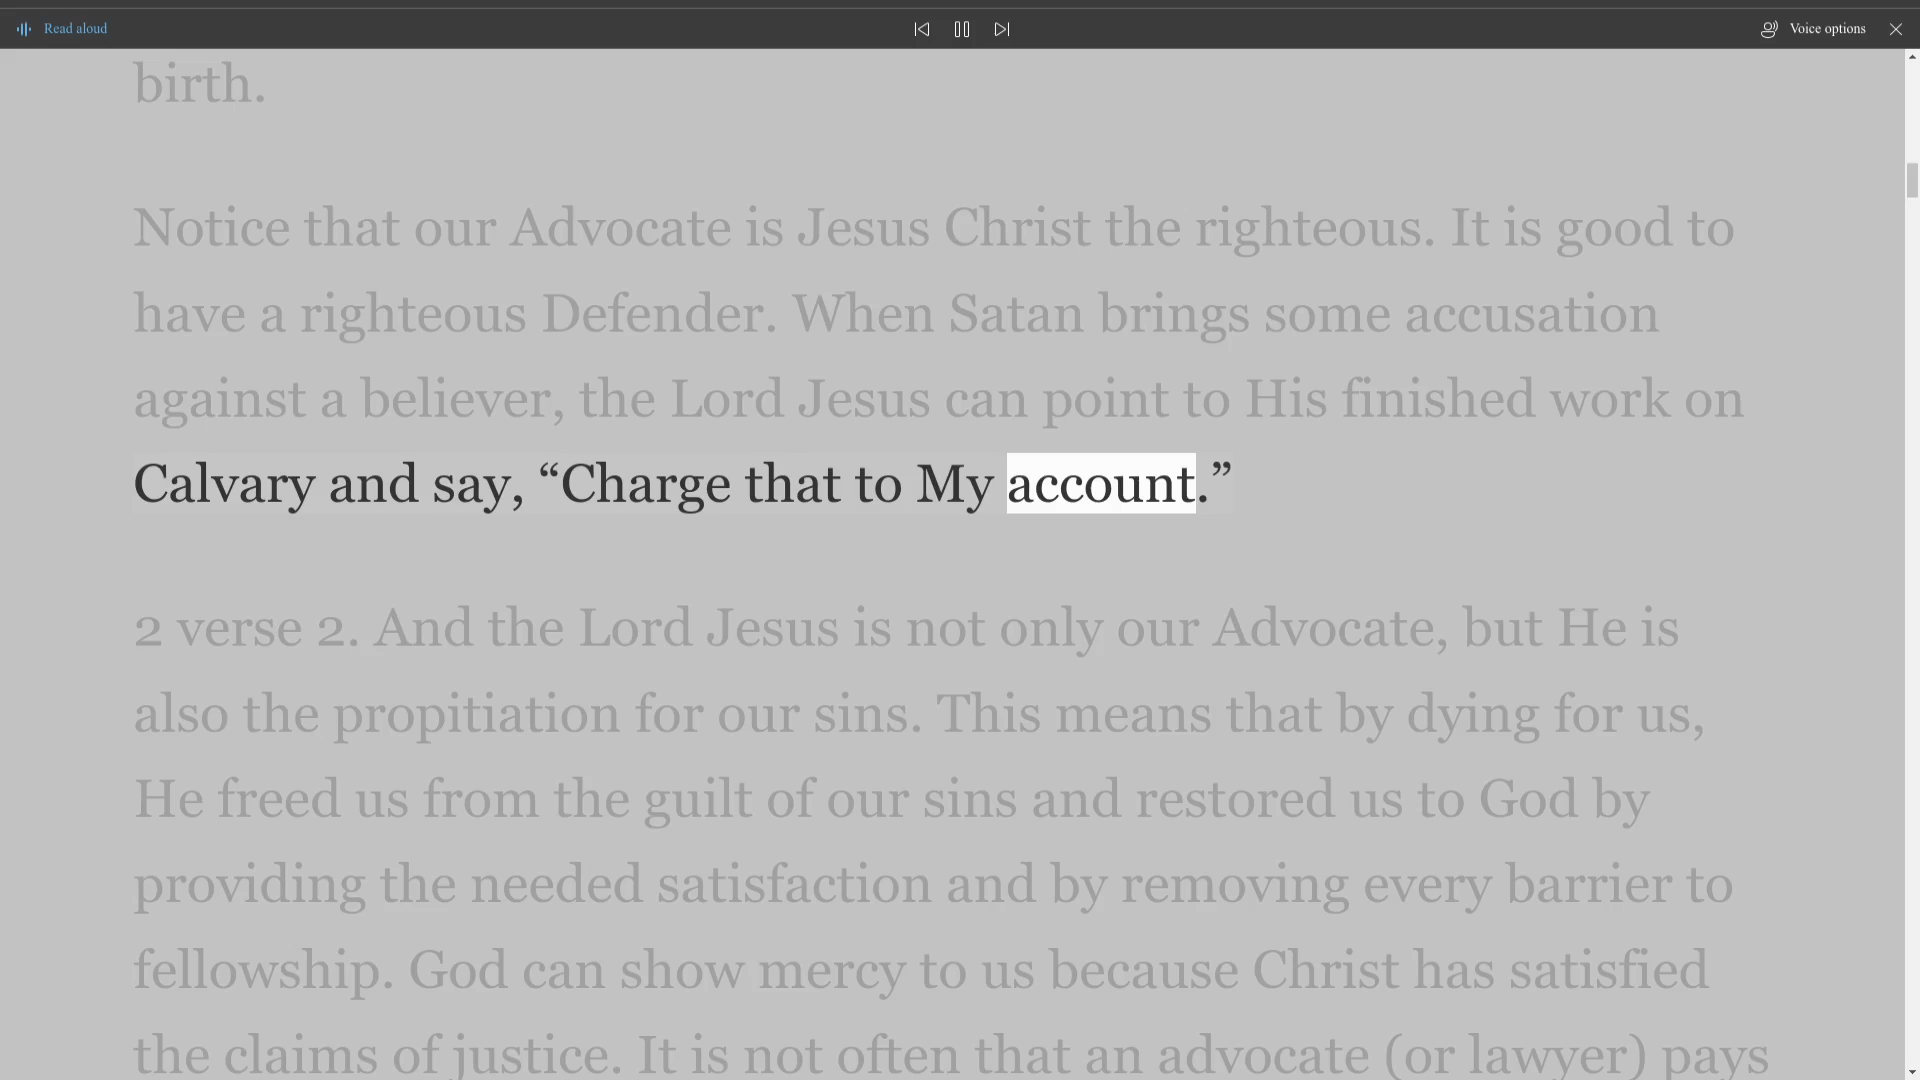 Read aloud
Voice options
birth.
Notice that our Advocate is Jesus Christ the righteous. It is good to
have a righteous Defender. When Satan brings some accusation
against a believer, the Lord Jesus can point to His finished work on
Calvary and say, “Charge that to My account.”
2 verse 2. And the Lord Jesus is not only our Advocate, but He is
also the propitiation for our sins. This means that by dying for us,
He freed us from the guilt of our sins and restored us to God by
providing the needed satisfaction and by removing every barrier to
fellowship. God can show mercy to us because Christ has satisfied
the claims of justice. It is not often that an advocate (or lawyer) pays